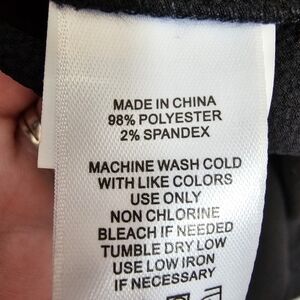 MADE IN CHINA
98% POLYESTER
2% SPANDEX
MACHINE WASH COLD
WITH LIKE COLORS
USE ONLY
NON CHLORINE
BLEACH IF NEEDED
TUMBLE DRY LOW
USE LOW IRON
IF NECESSARY